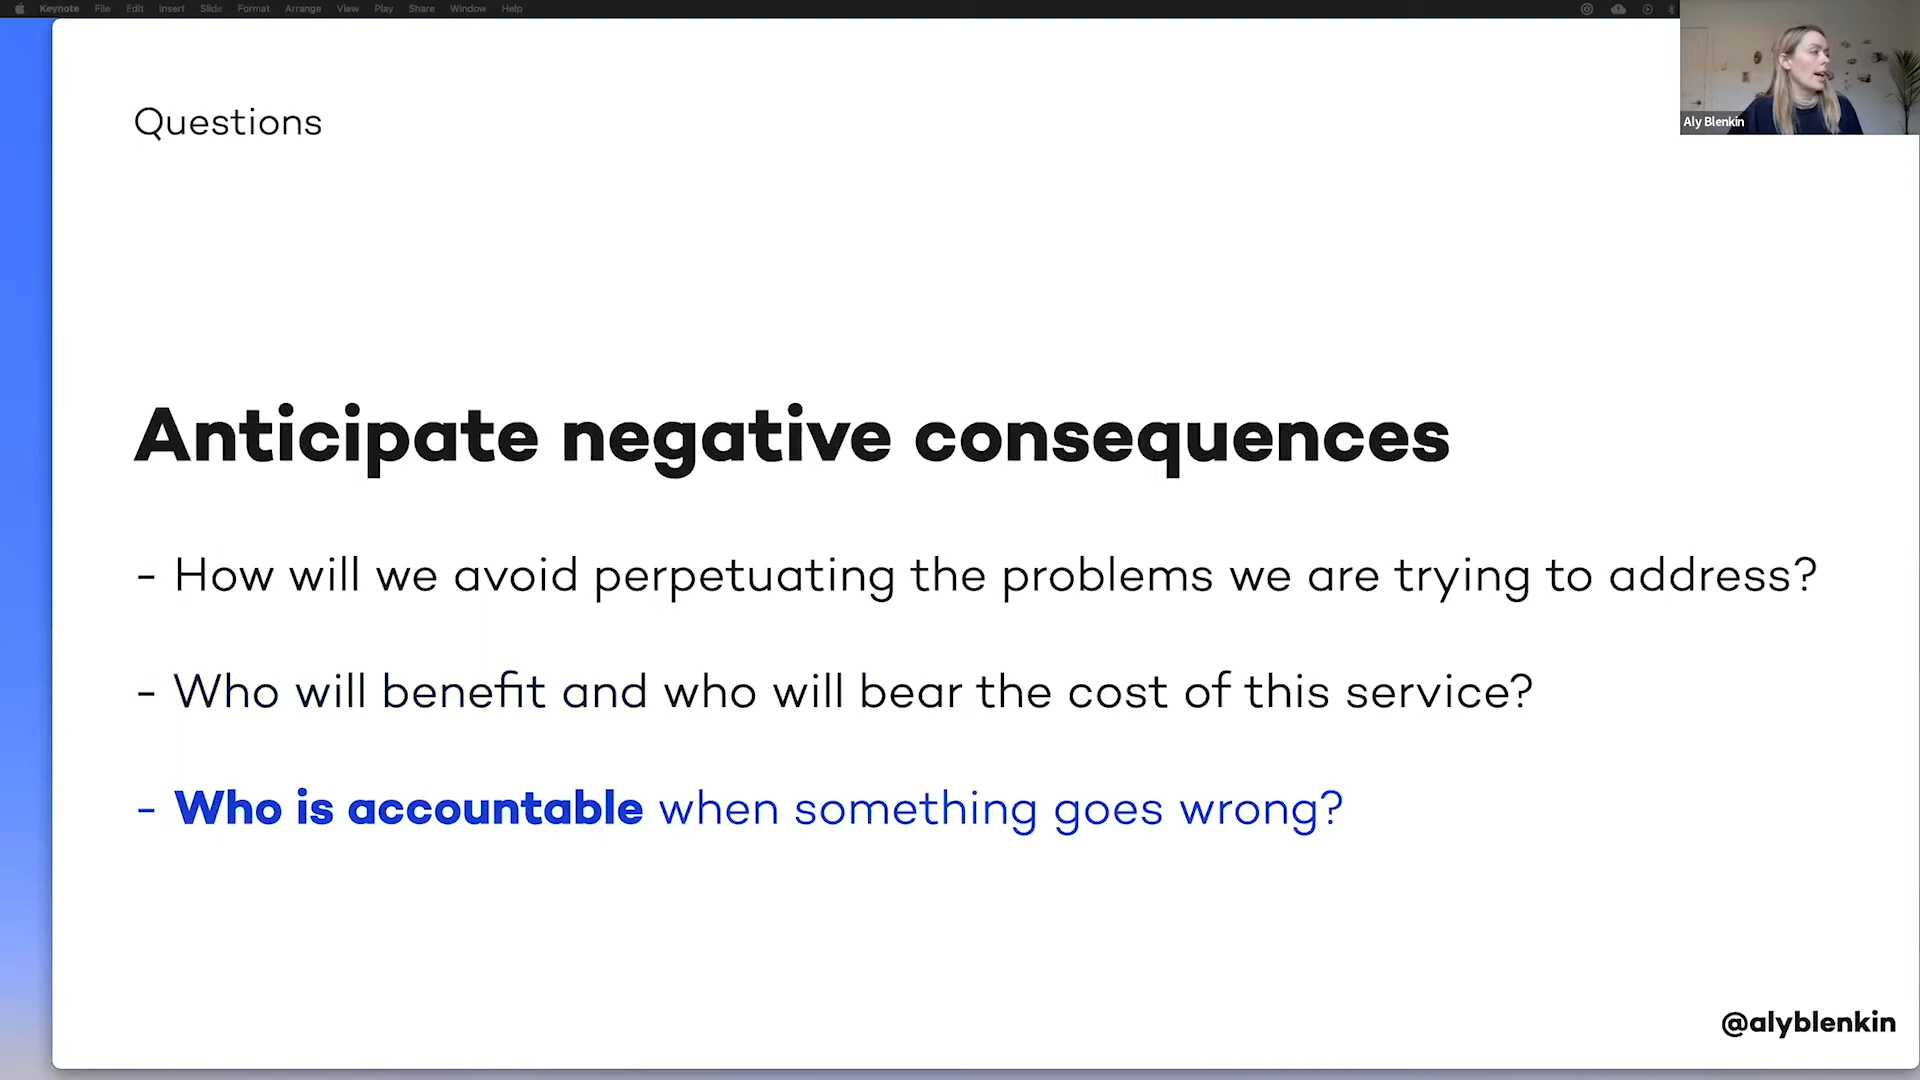 Keynote File Edit Insert Slide Format Arrange View Play Share Window Help
Aly Blenkin
Questions
Anticipate negative consequences
- How will we avoid perpetuating the problems we are trying to address?
- Who will benefit and who will bear the cost of this service?
- Who is accountable when something goes wrong?
@alyblenkin